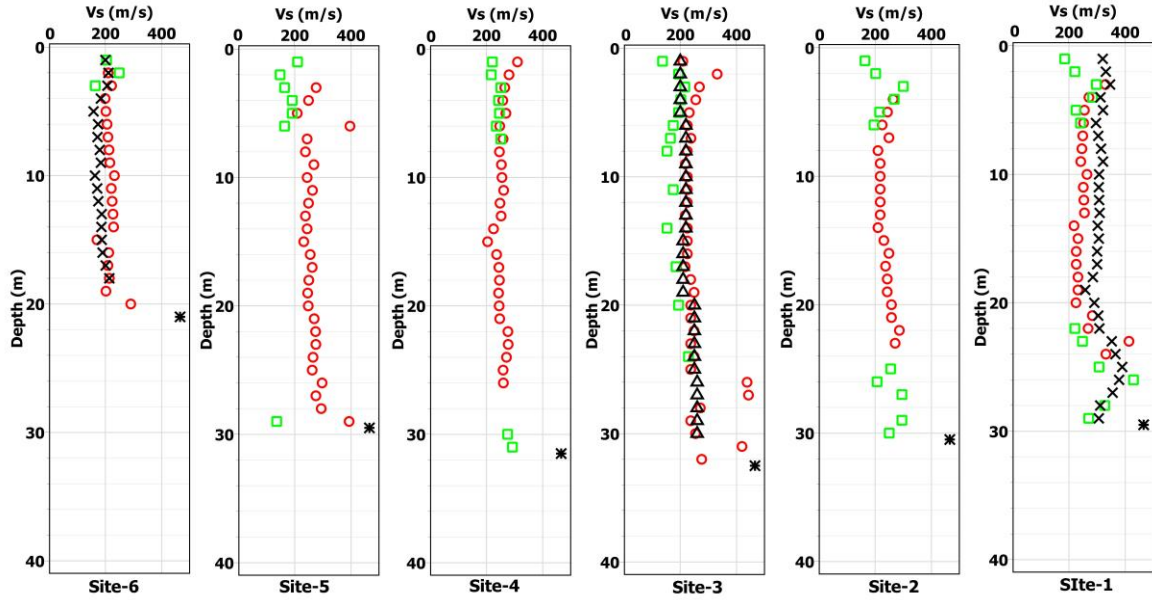 Vs (m/s) Vs (m/s) Vs (m/s) Vs (m/s) Vs (m/s) Vs (m/s)
0 200 400 0 200 400 0 200 400 0 200 400 0 200 400 0 200 400
0 0 0 0 0 0
10 10 10 10 10 10
Depth (m) Depth (m) Depth (m) Depth (m) Depth (m) Depth (m)
20 20 20 20 20 20
30 30 30 30 30 30
40 40 40 40 40 40
Site-6 Site-5 Site-4 Site-3 Site-2 SIte-1